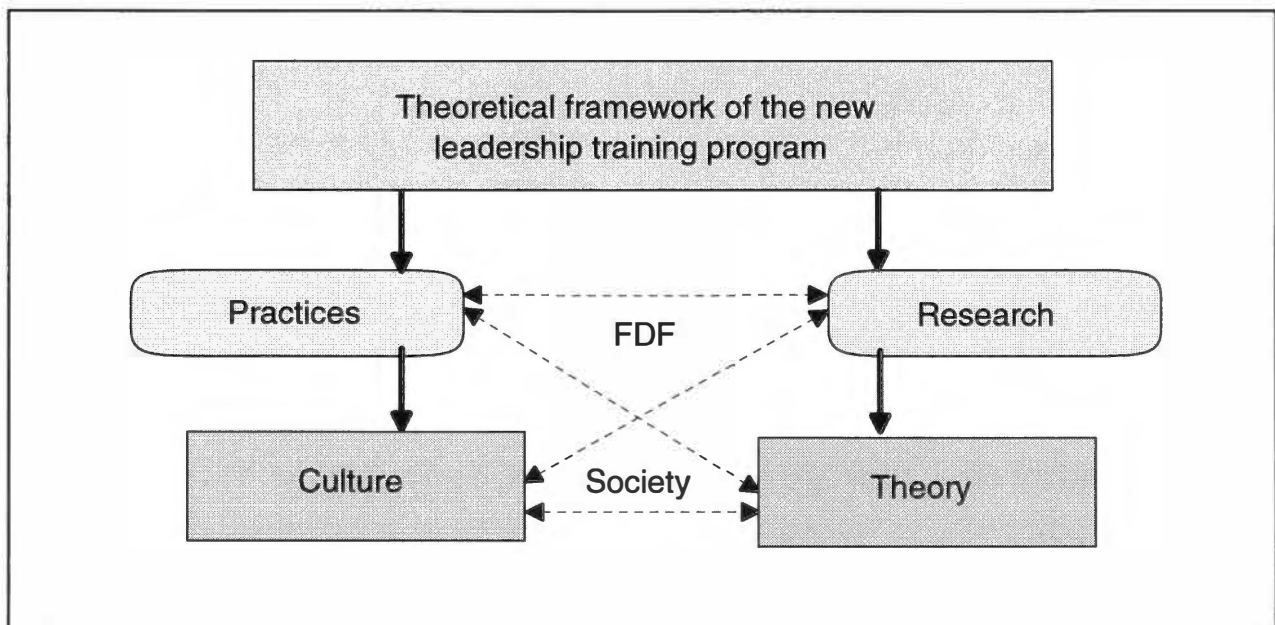 Theoretical framework of the new
leadership training program
Practices
FDF
Research
Culture
Society
Theory